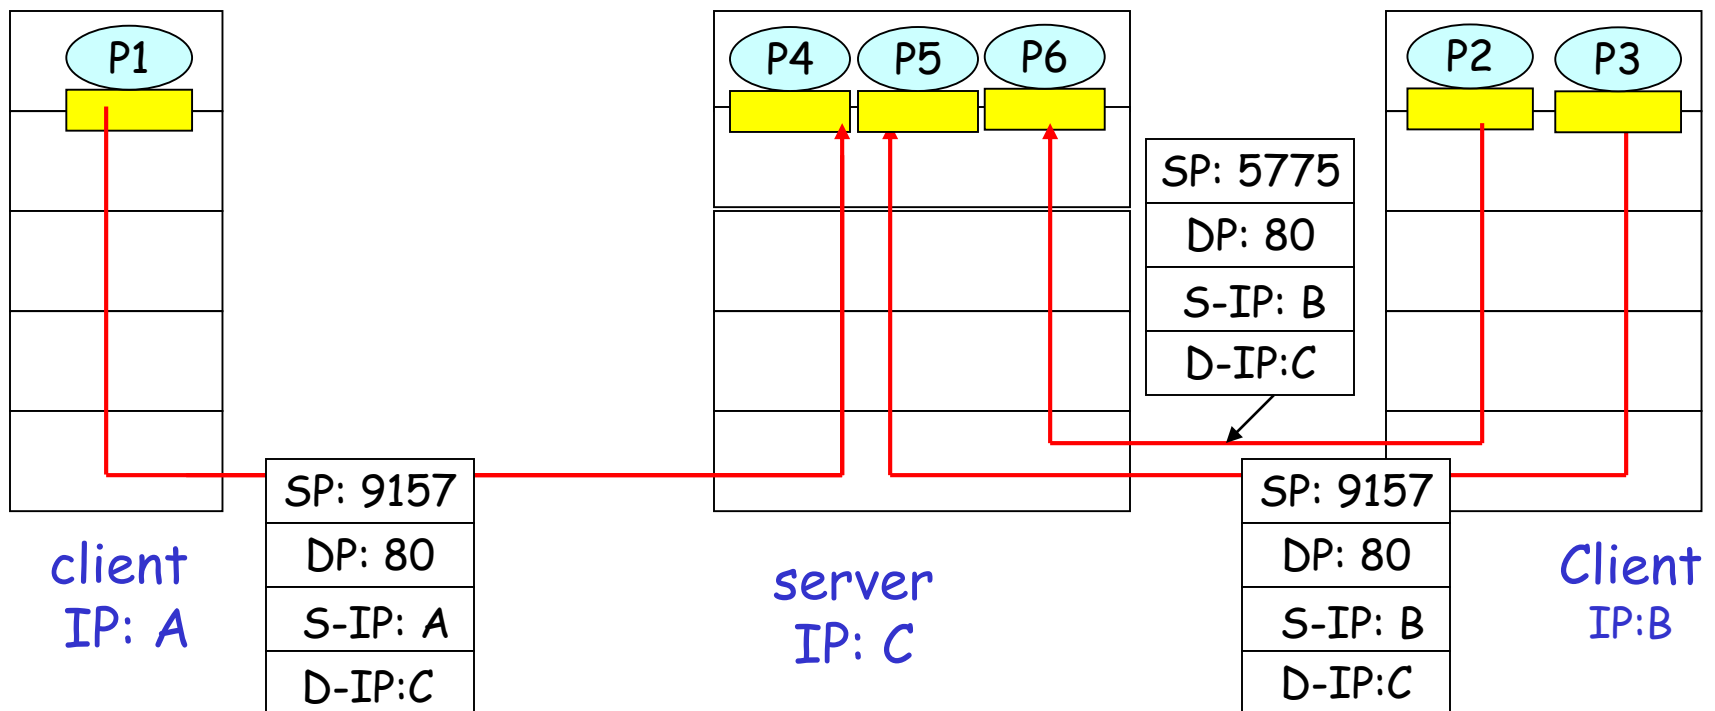 P1
P4
P5
P6
P2
P3
SP: 5775
DP: 80
S-IP: B
D-IP:C
SP: 9157
DP: 80
S-IP: A
D-IP:C
SP: 9157
DP: 80
S-IP: B
D-IP:C
client
IP: A
server
IP: C
Client
IP:B